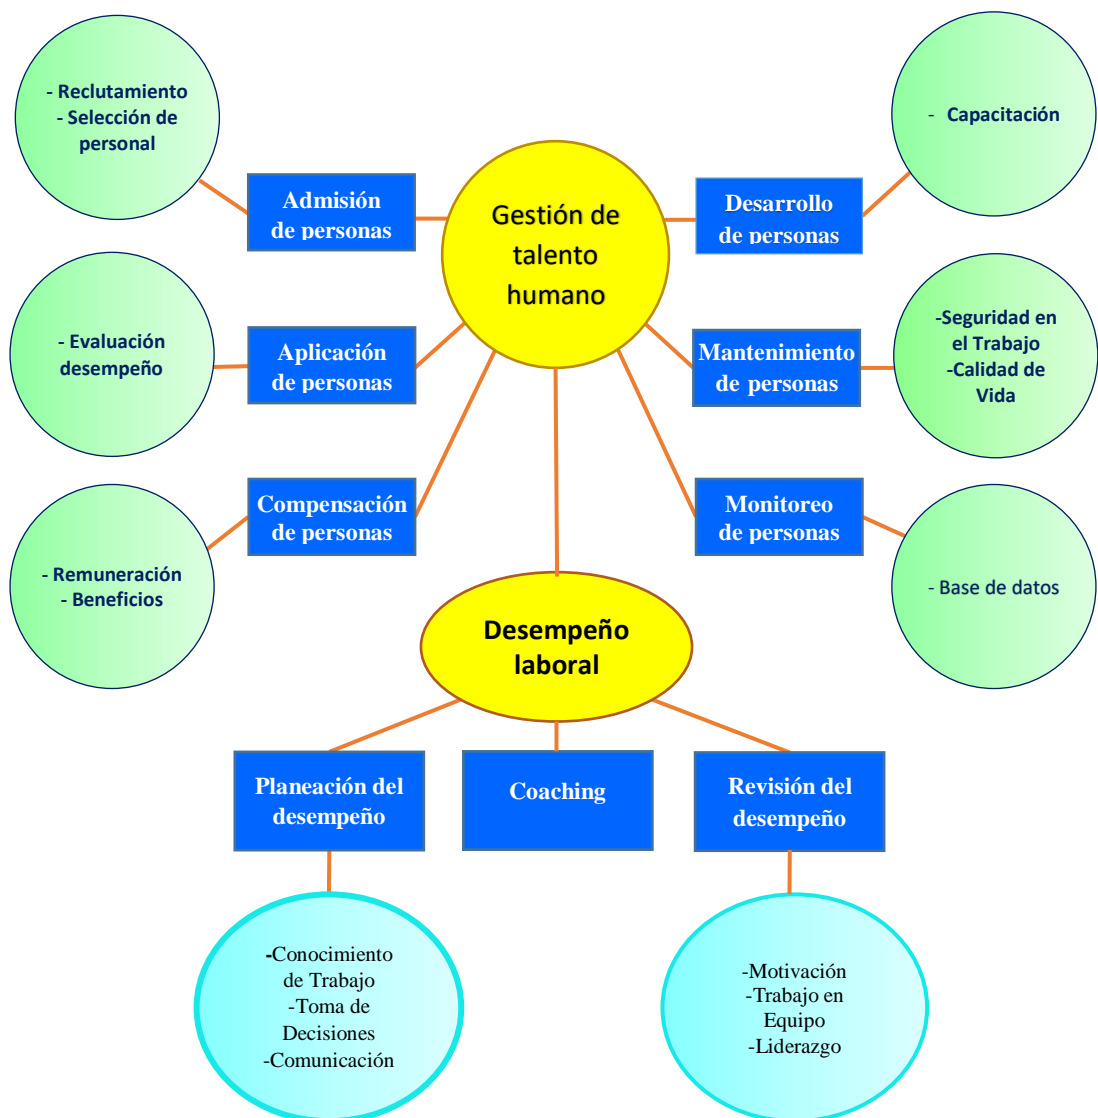 - Reclutamiento
- Selección de
personal
- Capacitación
Admisión
de personas
Gestión de
talento
humano
Desarrollo
de personas
- Evaluación
desempeño
Aplicación
de personas
Mantenimiento
de personas
-Seguridad en
el Trabajo
-Calidad de
Vida
Compensación
de personas
Monitoreo
de personas
- Remuneración
- Beneficios
- Base de datos
Desempeño
laboral
Planeación del
desempeño
Coaching
Revisión del
desempeño
-Conocimiento
de Trabajo
-Toma de
Decisiones
-Comunicación
-Motivación
-Trabajo en
Equipo
-Liderazgo